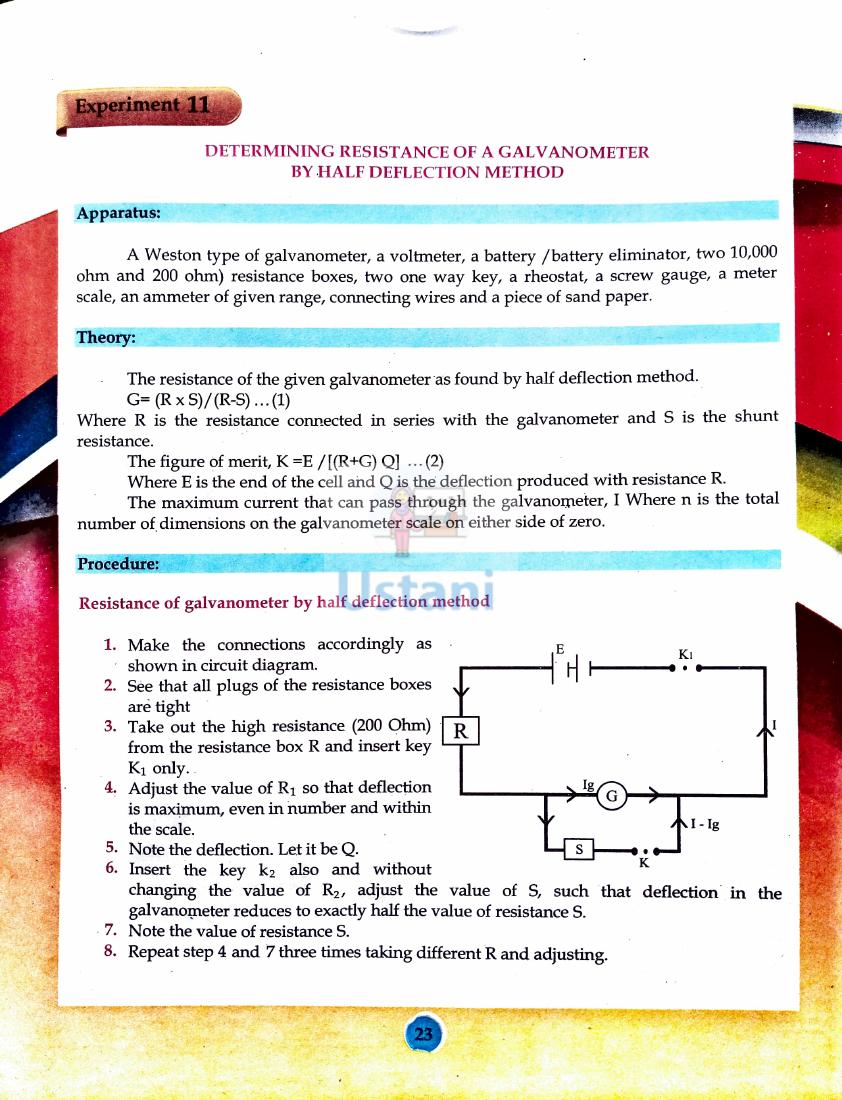 Experiment 11
DETERMINING RESISTANCE OF A GALVANOMETER
BY HALF DEFLECTION METHOD
Apparatus:
A Weston type of galvanometer, a voltmeter, a battery /battery eliminator, two 10,000
ohm and 200 ohm) resistance boxes, two one way key, a rheostat, a screw gauge, a meter
scale, an ammeter of given range, connecting wires and a piece of sand paper.
Theory:
The resistance of the given galvanometer as found by half deflection method.
G= (R x S)/(R-S) ...(1)
Where R is the resistance connected in series with the galvanometer and S is the shunt
resistance.
The figure of merit, K =E /[(R+G) Q] ...(2)
Where E is the end of the cell and Q is the deflection produced with resistance R.
The maximum current that can pass through the galvanometer, I Where n is the total
number of dimensions on the galvanometer scale on either side of zero.
Procedure:
Ustani
Resistance of galvanometer by half deflection method
1. Make the connections accordingly as
shown in circuit diagram.
2. See that all plugs of the resistance boxes
are tight
3. Take out the high resistance (200 Ohm)
from the resistance box R and insert key
K₁ only.
4. Adjust the value of R₁ so that deflection
is maximum, even in number and within
the scale.
5. Note the deflection. Let it be Q.
6. Insert the key k₂ also and without
changing the value of R₂, adjust the value of S, such that deflection in the
galvanometer reduces to exactly half the value of resistance S.
7. Note the value of resistance S.
8. Repeat step 4 and 7 three times taking different R and adjusting.
E
K₁
R
I
Ig
G
I - Ig
S
K
23